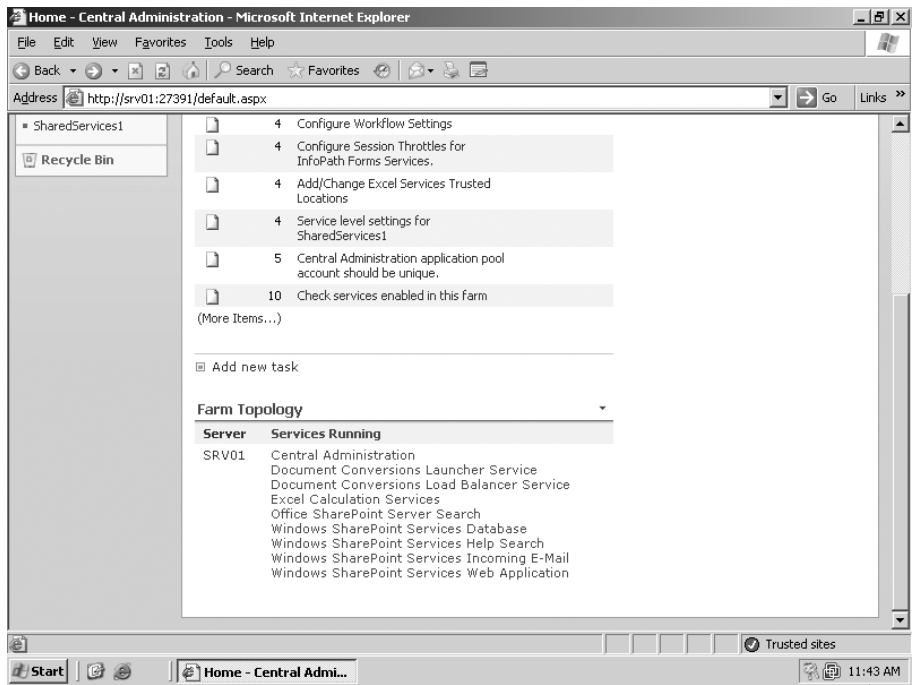 Home - Central Administration - Microsoft Internet Explorer
File Edit View Favorites Tools Help
Back Search Favorites
Address http://srv01:27391/default.aspx Go Links »
SharedServices1
Recycle Bin
4 Configure Workflow Settings
4 Configure Session Throttles for
InfoPath Forms Services.
4 Add/Change Excel Services Trusted
Locations
4 Service level settings for
SharedServices1
5 Central Administration application pool
account should be unique.
10 Check services enabled in this farm
(More Items...)
Add new task
Farm Topology
Server Services Running
SRV01 Central Administration
Document Conversions Launcher Service
Document Conversions Load Balancer Service
Excel Calculation Services
Office SharePoint Server Search
Windows SharePoint Services Database
Windows SharePoint Services Help Search
Windows SharePoint Services Incoming E-Mail
Windows SharePoint Services Web Application
Trusted sites
Start Home - Central Admi... 11:43 AM